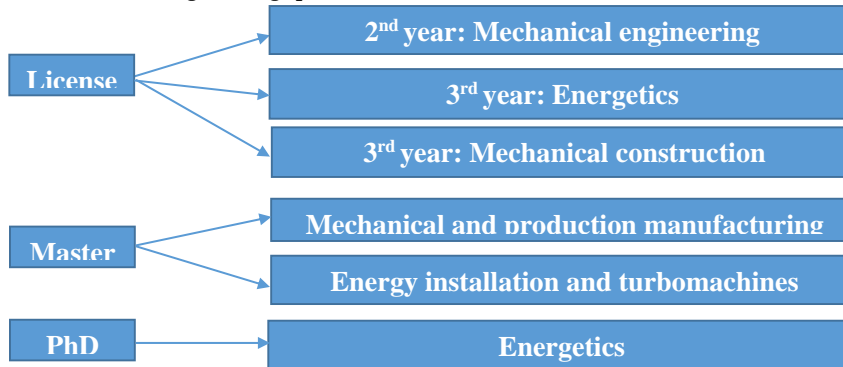 License
2nd year: Mechanical engineering
3rd year: Energetics
3rd year: Mechanical construction
Master
Mechanical and production manufacturing
Energy installation and turbomachines
PhD
Energetics